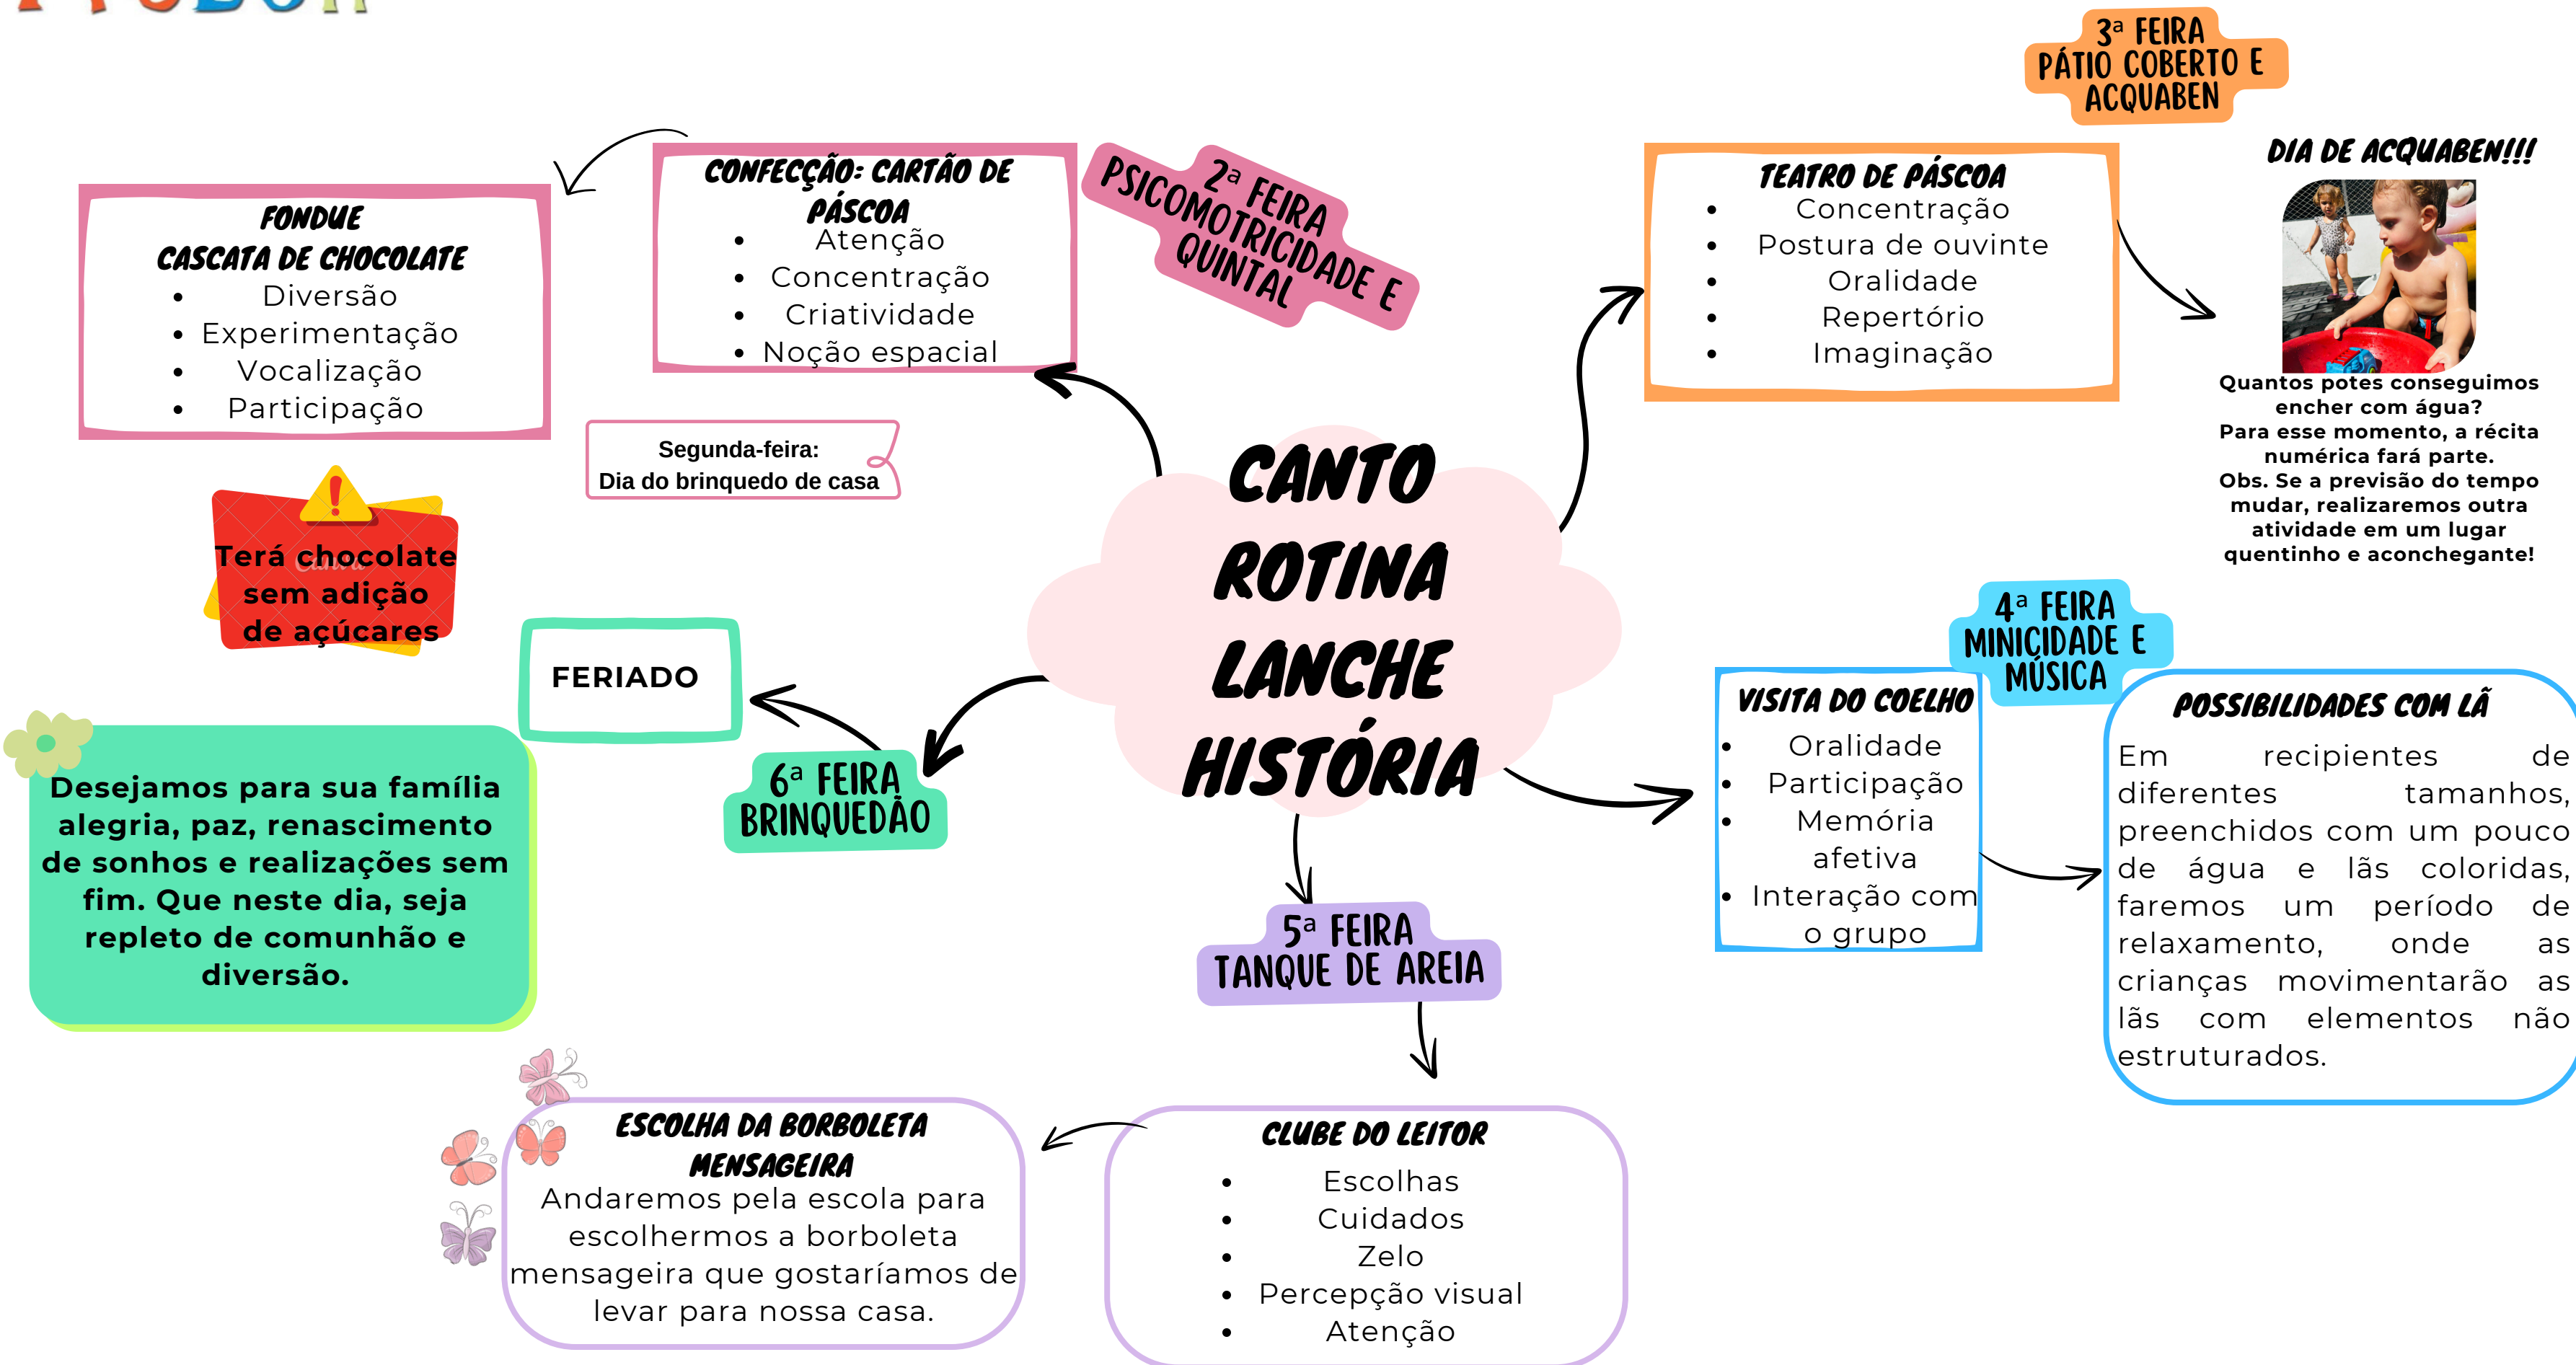 3ª FEIRA
PÁTIO COBERTO E
ACQUABEN
CONFECÇÃO: CARTÃO DE
PÁSCOA
Atenção
Concentração
Criatividade
Noção espacial
2ª FEIRA
PSICOMOTRICIDADE E
QUINTAL
FONDUE
CASCATA DE CHOCOLATE
Diversão
Experimentação
Vocalização
Participação
Segunda-feira:
Dia do brinquedo de casa
Terá chocolate
sem adição
de açúcares
Canva
TEATRO DE PÁSCOA
Concentração
Postura de ouvinte
Oralidade
Repertório
Imaginação
DIA DE ACQUABEN!!!
Quantos potes conseguimos
encher com água?
Para esse momento, a récita
numérica fará parte.
Obs. Se a previsão do tempo
mudar, realizaremos outra
atividade em um lugar
quentinho e aconchegante!
CANTO
ROTINA
LANCHE
HISTÓRIA
4ª FEIRA
MINICIDADE E
MÚSICA
VISITA DO COELHO
Oralidade
Participação
Memória
afetiva
Interação com
o grupo
POSSIBILIDADES COM LÃ
Em recipientes de
diferentes tamanhos,
preenchidos com um pouco
de água e lãs coloridas,
faremos um período de
relaxamento, onde as
crianças movimentarão as
lãs com elementos não
estruturados.
FERIADO
6ª FEIRA
BRINQUEDÃO
Desejamos para sua família
alegria, paz, renascimento
de sonhos e realizações sem
fim. Que neste dia, seja
repleto de comunhão e
diversão.
5ª FEIRA
TANQUE DE AREIA
CLUBE DO LEITOR
Escolhas
Cuidados
Zelo
Percepção visual
Atenção
ESCOLHA DA BORBOLETA
MENSAGEIRA
Andaremos pela escola para
escolhermos a borboleta
mensageira que gostaríamos de
levar para nossa casa.